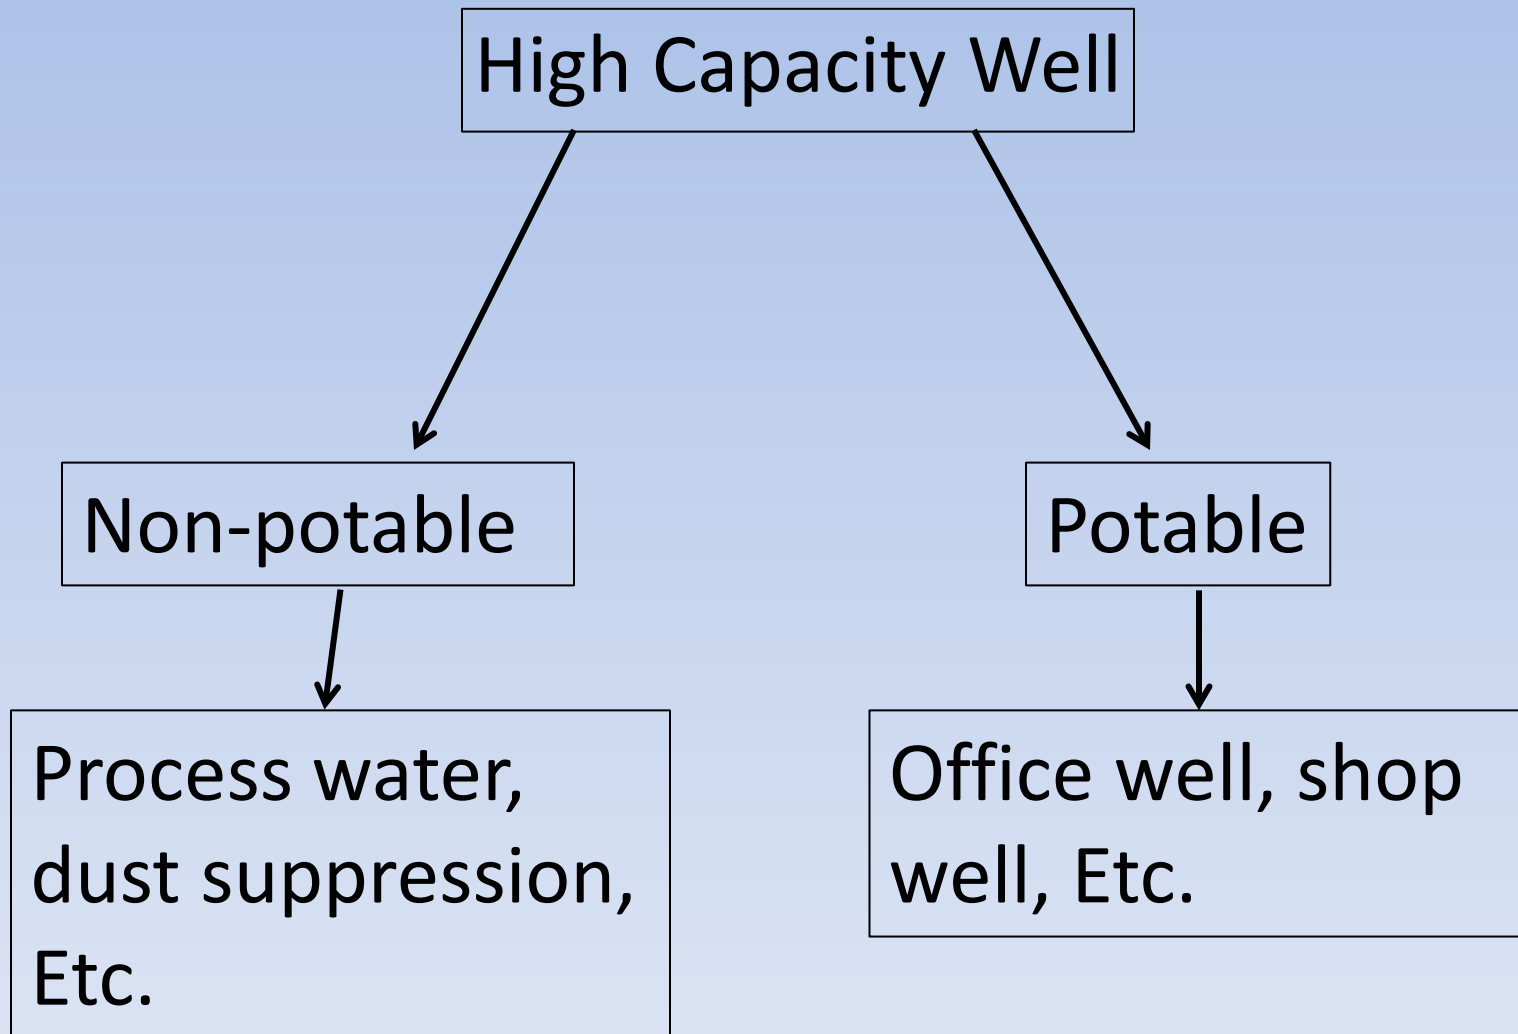 High Capacity Well
Non-potable
Potable
Process water,
dust suppression,
Etc.
Office well, shop
well, Etc.